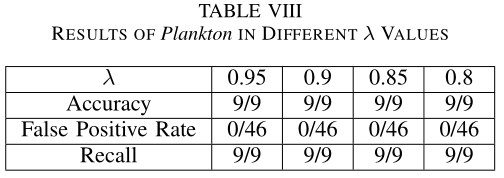 TABLE VIII
RESULTS OF Plankton IN DIFFERENT λ VALUES
λ 0.95 0.9 0.85 0.8
Accuracy 9/9 9/9 9/9 9/9
False Positive Rate 0/46 0/46 0/46 0/46
Recall 9/9 9/9 9/9 9/9